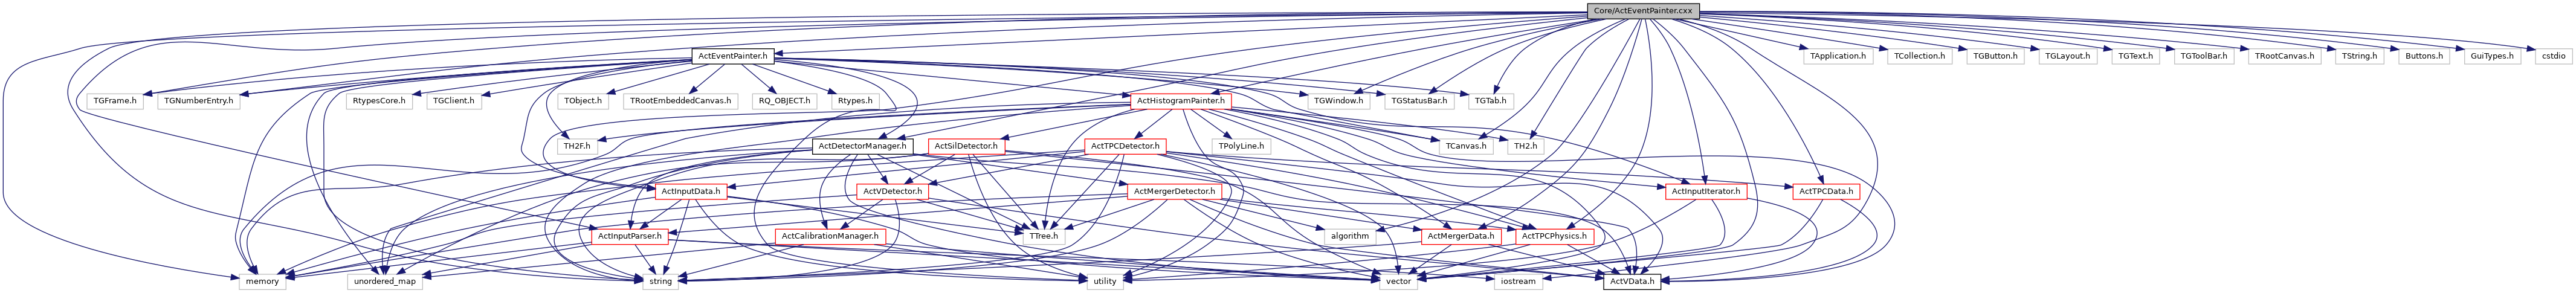 Core/ActEventPainter.cxx
ActEventPainter.h
TApplication.h
TCollection.h
TGButton.h
TGLayout.h
TGText.h
TGToolBar.h
TRootCanvas.h
TString.h
Buttons.h
GuiTypes.h
cstdio
TGFrame.h
TGNumberEntry.h
RtypesCore.h
TGClient.h
TObject.h
TRootEmbeddedCanvas.h
RQ_OBJECT.h
Rtypes.h
ActHistogramPainter.h
TGWindow.h
TGStatusBar.h
TGTab.h
TH2F.h
ActDetectorManager.h
ActSilDetector.h
ActTPCDetector.h
TPolyLine.h
TCanvas.h
TH2.h
ActInputData.h
ActVDetector.h
ActMergerDetector.h
ActInputIterator.h
ActTPCData.h
ActInputParser.h
ActCalibrationManager.h
TTree.h
algorithm
ActMergerData.h
ActTPCPhysics.h
memory
unordered_map
string
utility
vector
iostream
ActVData.h